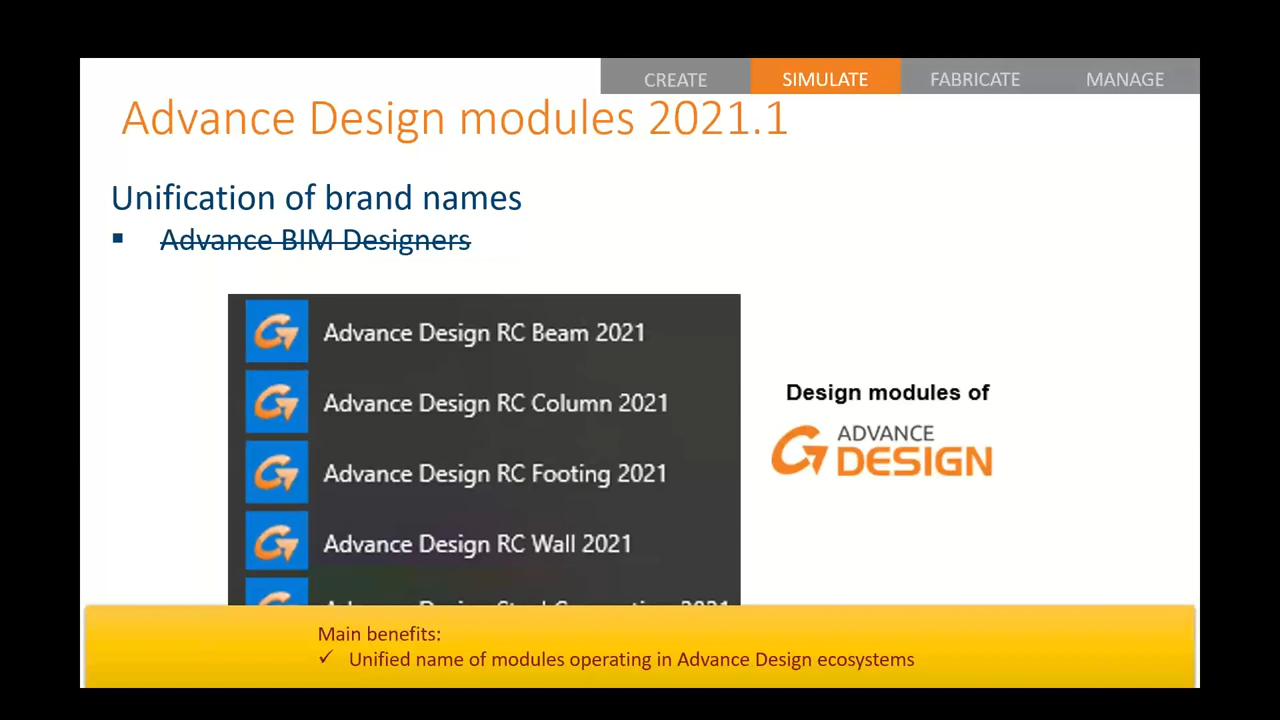 CREATE SIMULATE FABRICATE MANAGE
Advance Design modules 2021.1
Unification of brand names
▪ Advance BIM Designers
Advance Design RC Beam 2021
Advance Design RC Column 2021
Advance Design RC Footing 2021
Advance Design RC Wall 2021
Design modules of
ADVANCE
DESIGN
Main benefits:
✓ Unified name of modules operating in Advance Design ecosystems